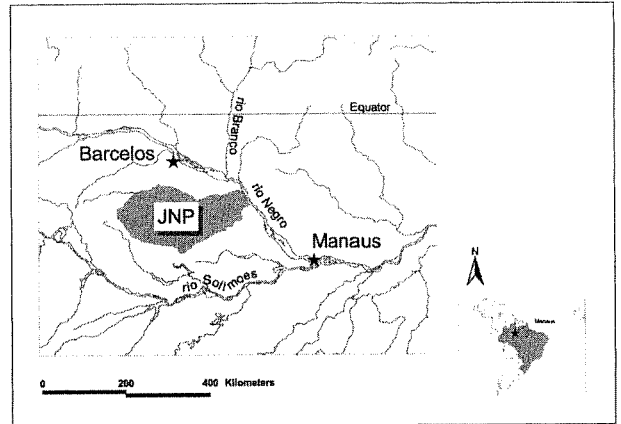 Equator
rio Branco
Barcelos
rio Negro
JNP
Manaus
rio Solimoes
N
Manaus
0 200 400 Kilometers